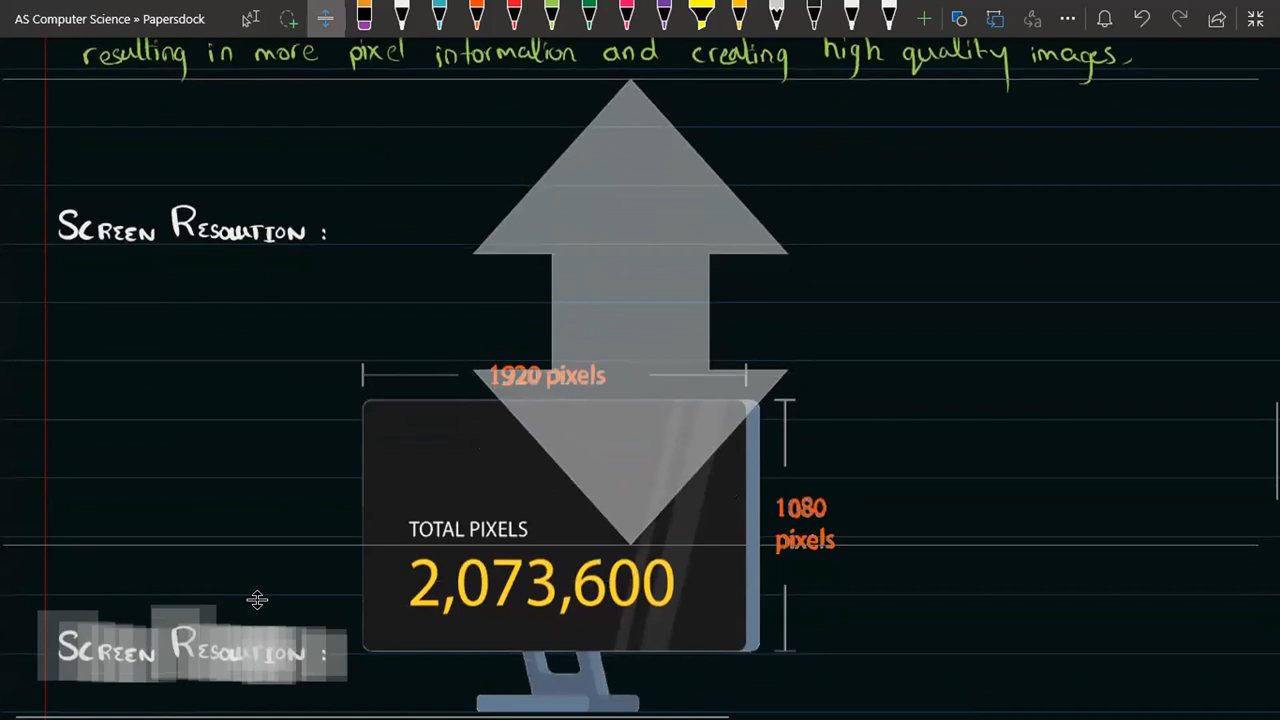 AS Computer Science » Papersdock
resulting in more pixel information and creating high quality images.
SCREEN RESOLUTION :
1920 pixels
1080
pixels
TOTAL PIXELS
2,073,600
SCREEN RESOLUTION :